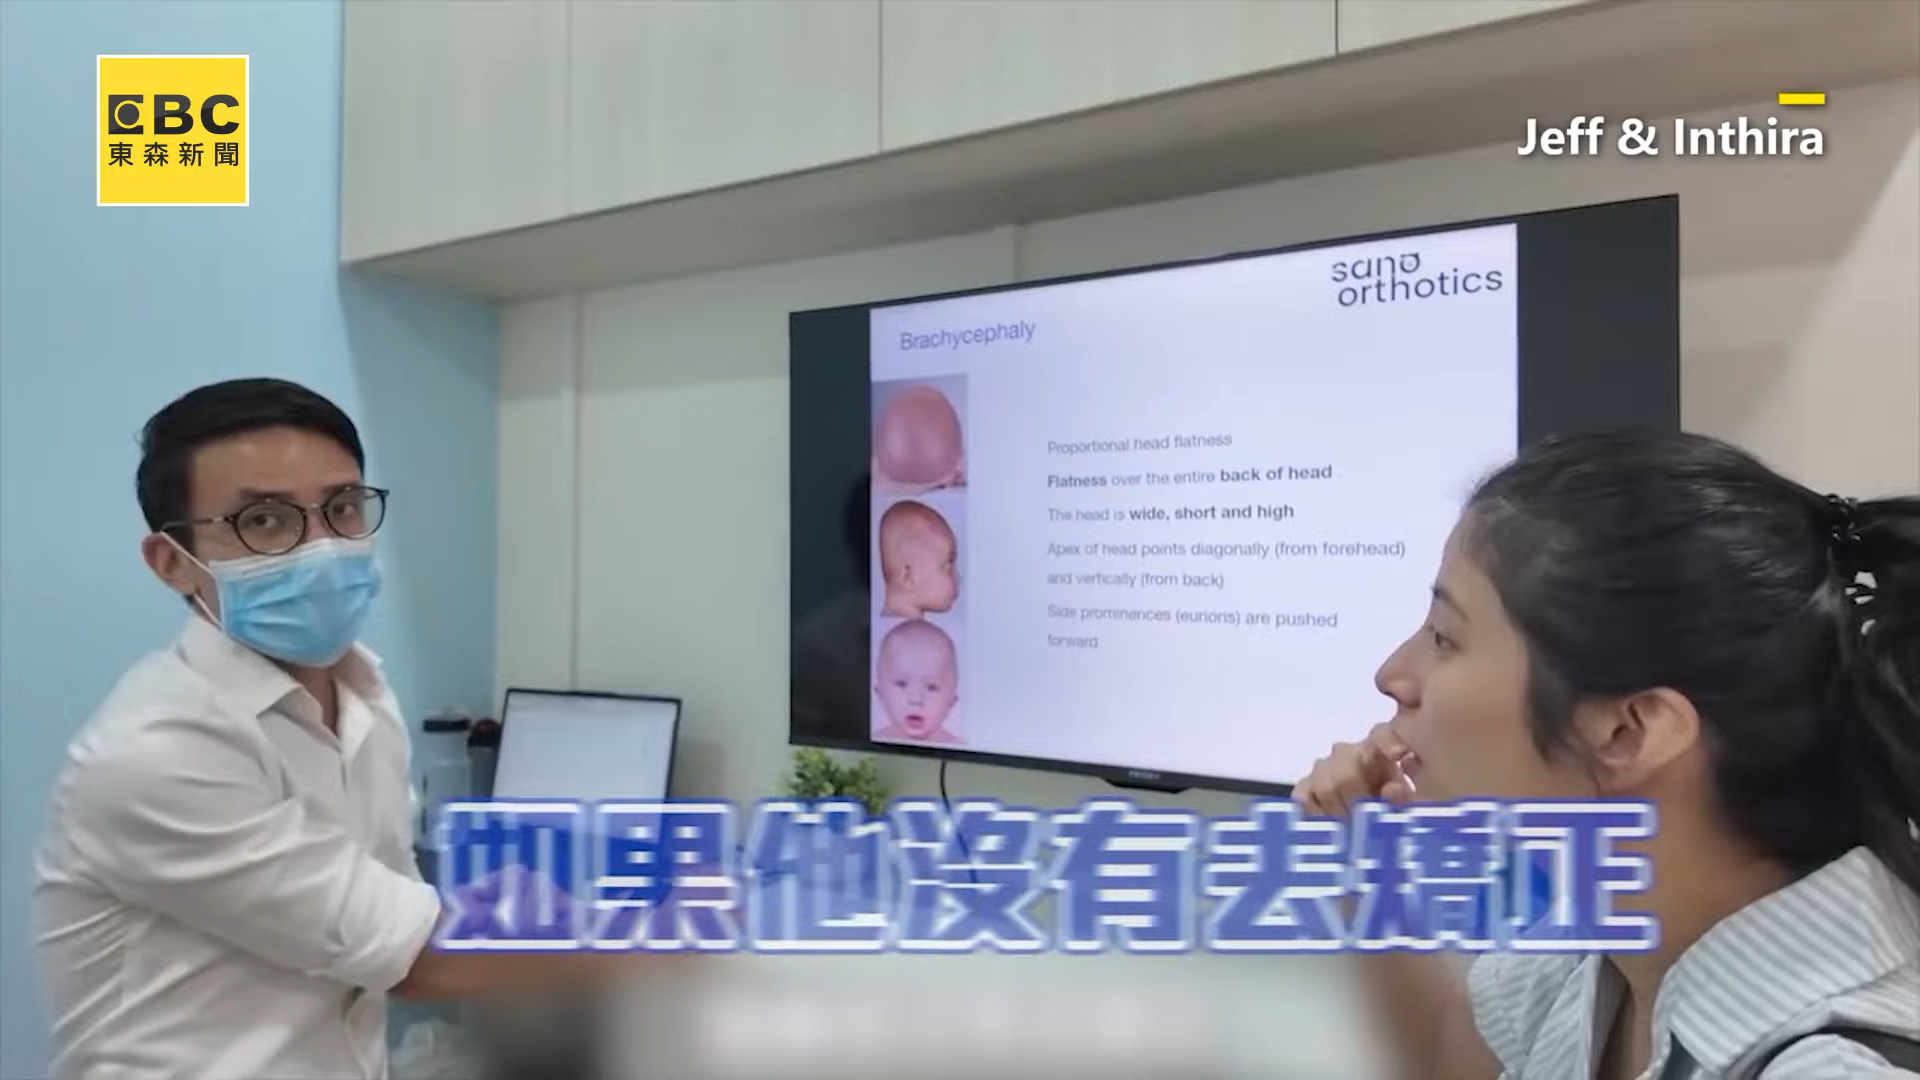 EBC
東森新聞
Jeff & Inthira
sano
orthotics
Brachycephaly
Proportional head flatness
Flatness over the entire back of head
The head is wide, short and high
Apex of head points diagonally (from forehead)
and vertically (from back)
Side prominences (eurions) are pushed
forward
如果他沒有去矯正